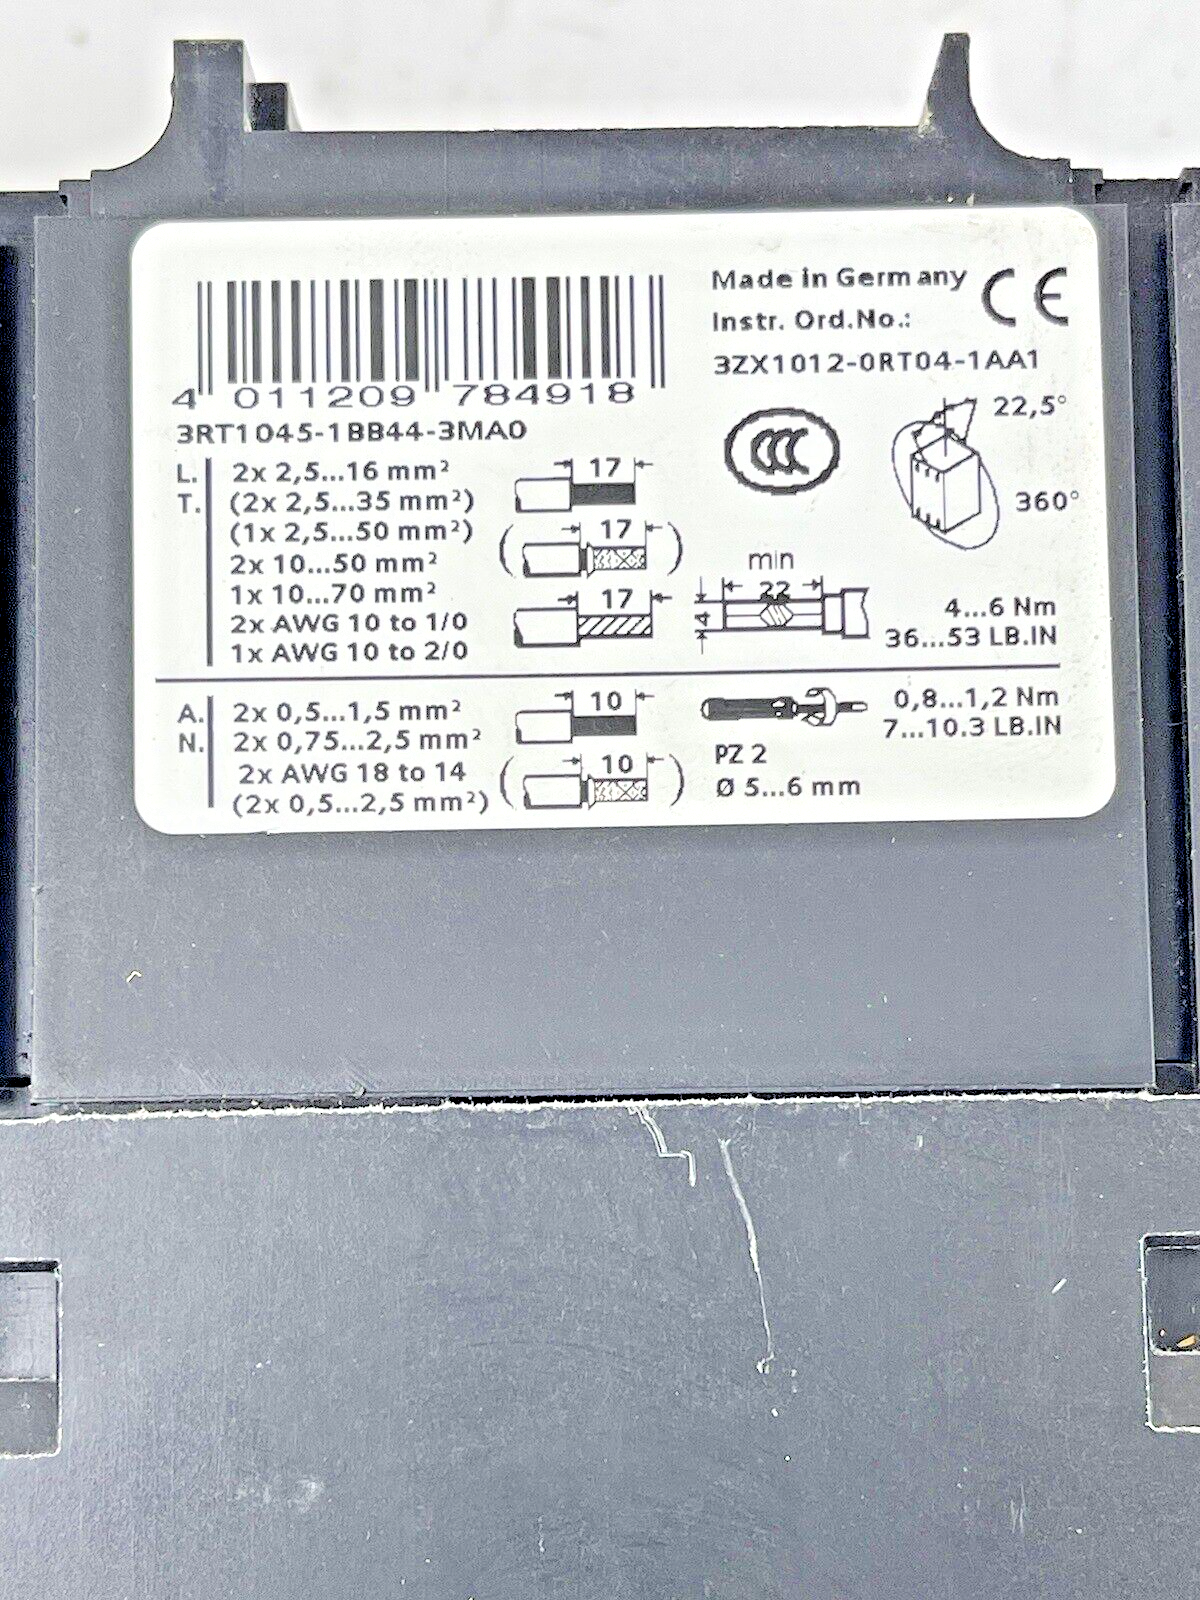 Made in Germany CE
Instr. Ord.No.:
3ZX1012-0RT04-1AA1
4 011209 784918
3RT1045-1BB44-3MA0
CCC
22,5°
360°
L. 2x 2,5...16 mm² 17
T. (2x 2,5...35 mm²)
(1x 2,5...50 mm²) ( 17 )
2x 10...50 mm²
1x 10...70 mm² 17
2x AWG 10 to 1/0
1x AWG 10 to 2/0
min
22
4
4...6 Nm
36...53 LB.IN
A. 2x 0,5...1,5 mm² 10
N. 2x 0,75...2,5 mm²
2x AWG 18 to 14 ( 10 )
(2x 0,5...2,5 mm²)
0,8...1,2 Nm
7...10.3 LB.IN
PZ 2
Ø 5...6 mm